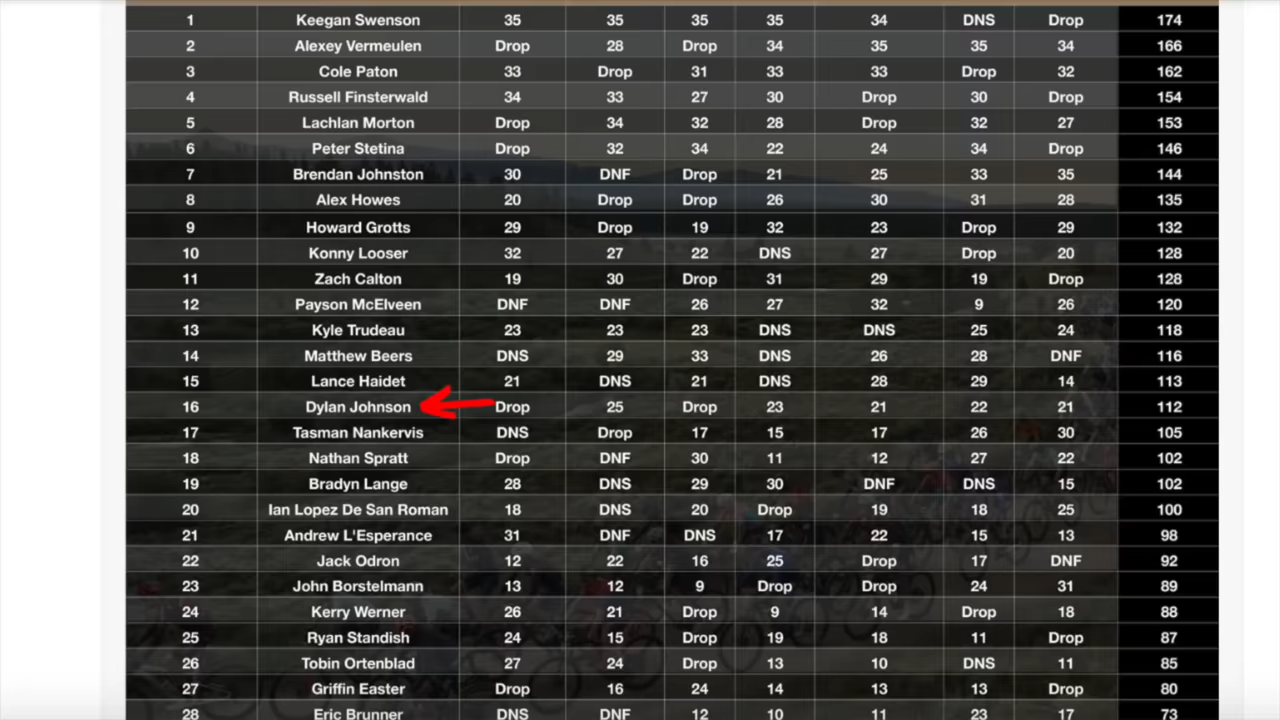 1 Keegan Swenson 35 35 35 35 34 DNS Drop 174
2 Alexey Vermeulen Drop 28 Drop 34 35 35 34 166
3 Cole Paton 33 Drop 31 33 33 Drop 32 162
4 Russell Finsterwald 34 33 27 30 Drop 30 Drop 154
5 Lachlan Morton Drop 34 32 28 Drop 32 27 153
6 Peter Stetina Drop 32 34 22 24 34 Drop 146
7 Brendan Johnston 30 DNF Drop 21 25 33 35 144
8 Alex Howes 20 Drop Drop 26 30 31 28 135
9 Howard Grotts 29 Drop 19 32 23 Drop 29 132
10 Konny Looser 32 27 22 DNS 27 Drop 20 128
11 Zach Calton 19 30 Drop 31 29 19 Drop 128
12 Payson McElveen DNF DNF 26 27 32 9 26 120
13 Kyle Trudeau 23 23 23 DNS DNS 25 24 118
14 Matthew Beers DNS 29 33 DNS 26 28 DNF 116
15 Lance Haidet 21 DNS 21 DNS 28 29 14 113
16 Dylan Johnson Drop 25 Drop 23 21 22 21 112
17 Tasman Nankervis DNS Drop 17 15 17 26 30 105
18 Nathan Spratt Drop DNF 30 11 12 27 22 102
19 Bradyn Lange 28 DNS 29 30 DNF DNS 15 102
20 Ian Lopez De San Roman 18 DNS 20 Drop 19 18 25 100
21 Andrew L'Esperance 31 DNF DNS 17 22 15 13 98
22 Jack Odron 12 22 16 25 Drop 17 DNF 92
23 John Borstelmann 13 12 9 Drop Drop 24 31 89
24 Kerry Werner 26 21 Drop 9 14 Drop 18 88
25 Ryan Standish 24 15 Drop 19 18 11 Drop 87
26 Tobin Ortenblad 27 24 Drop 13 10 DNS 11 85
27 Griffin Easter Drop 16 24 14 13 13 Drop 80
28 Eric Brunner DNS DNF 12 10 11 23 17 73